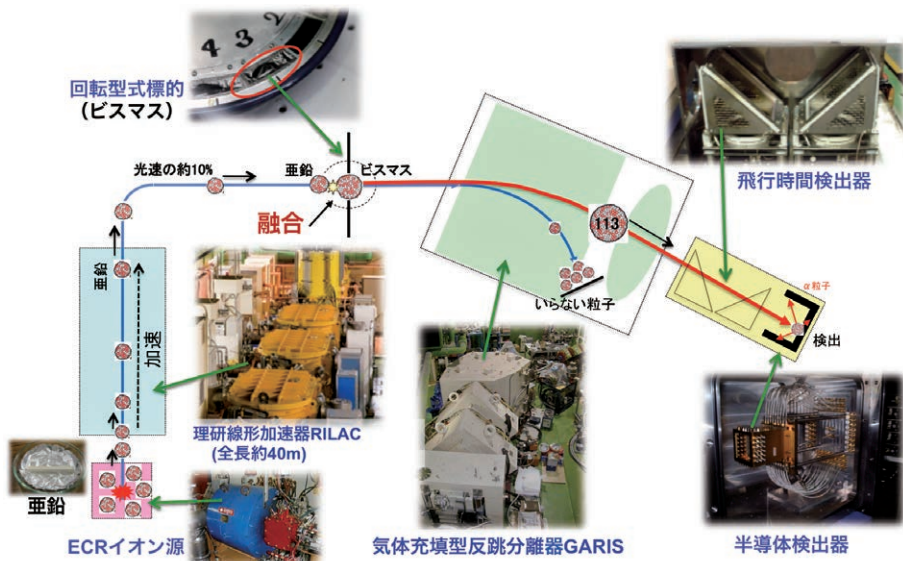 4 3 2
回転型式標的
(ビスマス)
光速の約10%
亜鉛
ビスマス
融合
113
いらない粒子
飛行時間検出器
α粒子
検出
亜鉛
加速
理研線形加速器RILAC
(全長約40m)
亜鉛
ECRイオン源
気体充填型反跳分離器GARIS
半導体検出器